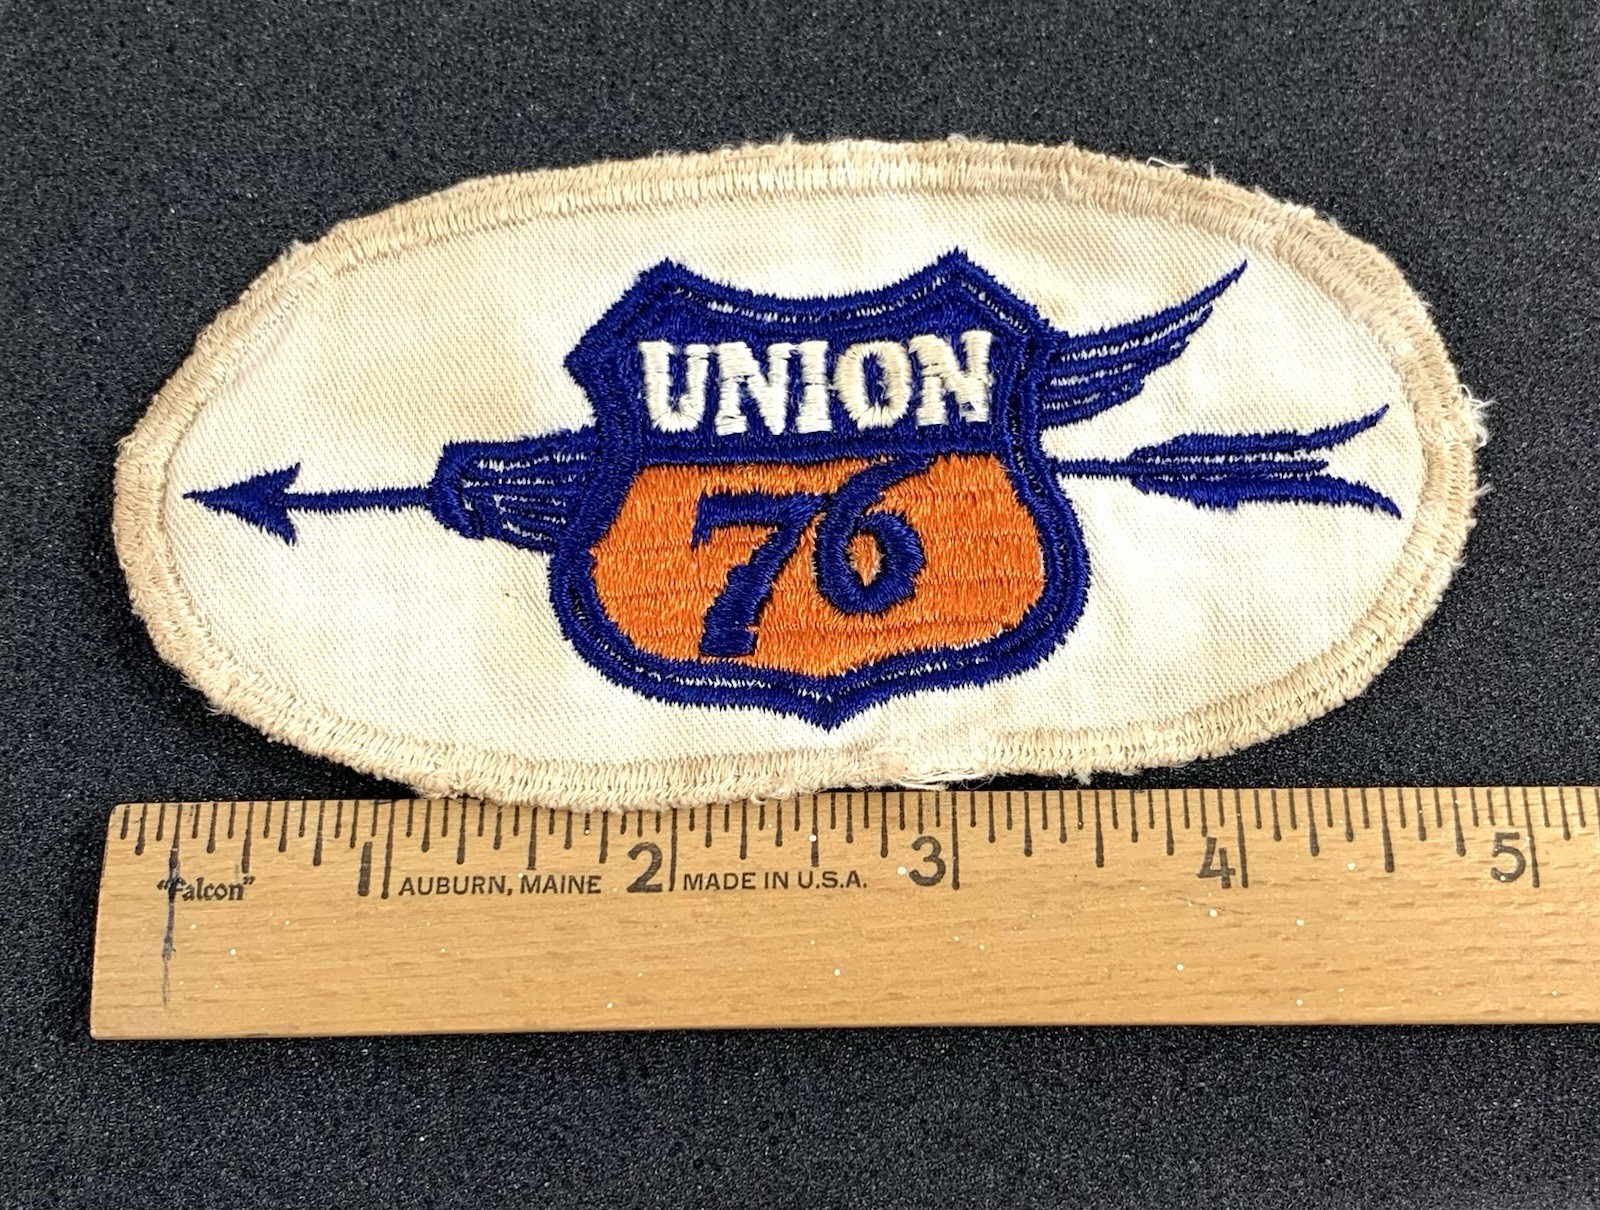 UNION
76
1 2 3 4 5
"Falcon" AUBURN, MAINE MADE IN U.S.A.